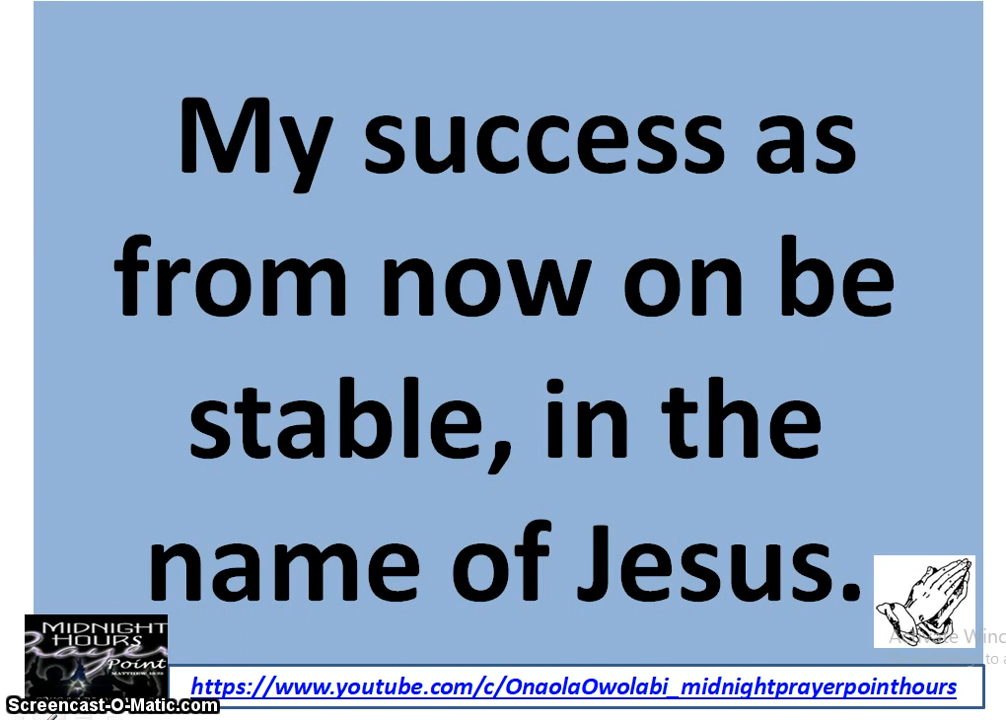 My success as
from now on be
stable, in the
name of Jesus.
MIDNIGHT
HOURS
Prayer
Point
https://www.youtube.com/c/OnaolaOwolabi_midnightprayerpointhours
Screencast-O-Matic.com